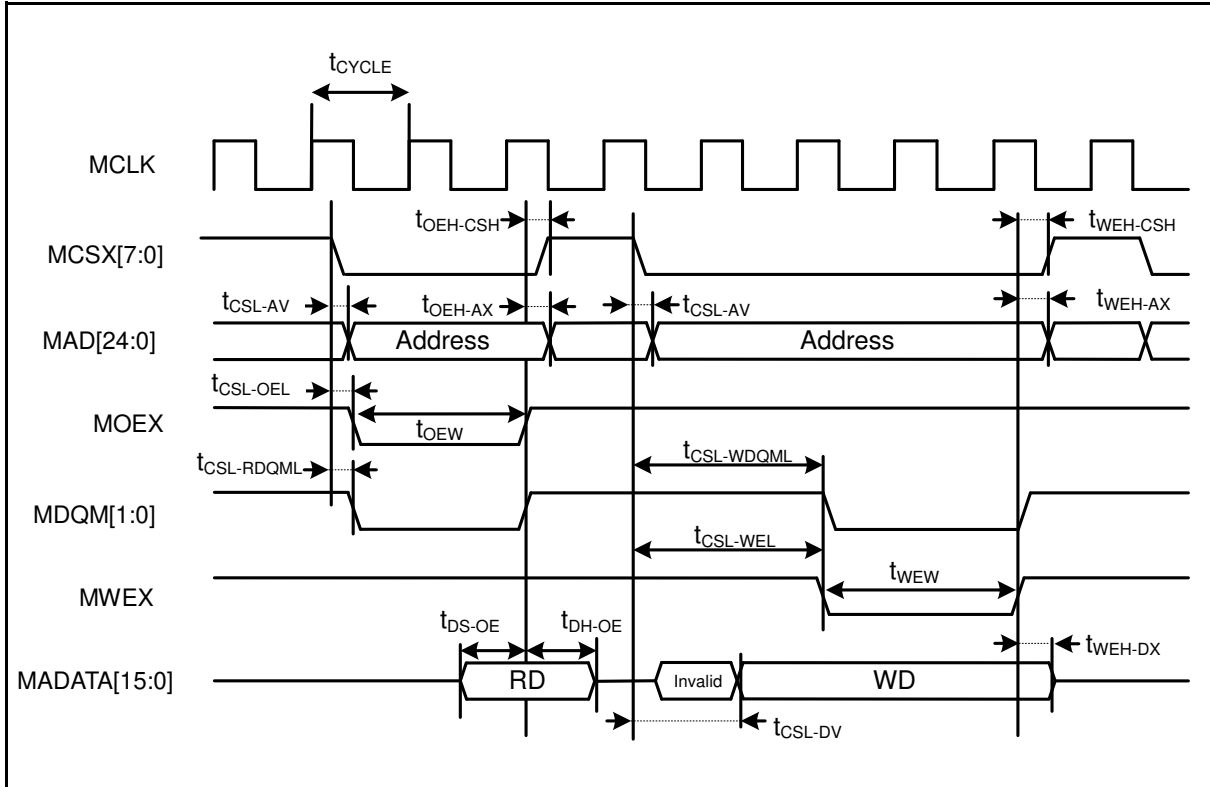 tCYCLE
MCLK
tOEH-CSH
tWEH-CSH
MCSX[7:0]
tCSL-AV
tOEH-AX
tCSL-AV
tWEH-AX
MAD[24:0]
Address
Address
tCSL-OEL
MOEX
tOEW
tCSL-RDQML
tCSL-WDQML
MDQM[1:0]
tCSL-WEL
tWEW
MWEX
tDS-OE
tDH-OE
tWEH-DX
MADATA[15:0]
RD
Invalid
WD
tCSL-DV